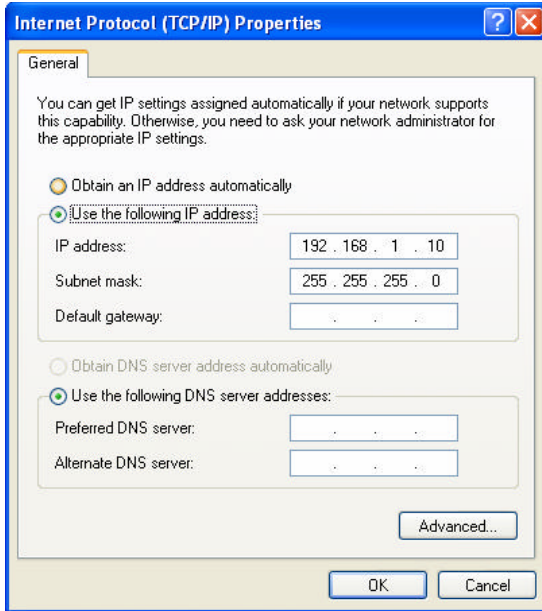 Internet Protocol (TCP/IP) Properties
General
You can get IP settings assigned automatically if your network supports
this capability. Otherwise, you need to ask your network administrator for
the appropriate IP settings.
Obtain an IP address automatically
Use the following IP address:
IP address: 192 . 168 . 1 . 10
Subnet mask: 255 . 255 . 255 . 0
Default gateway: . . .
Obtain DNS server address automatically
Use the following DNS server addresses:
Preferred DNS server: . . .
Alternate DNS server: . . .
Advanced...
OK Cancel